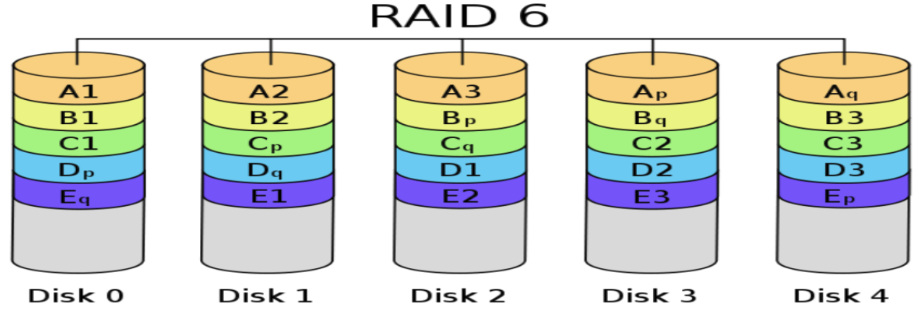 RAID 6
A1 A2 A3 Ap Aq
B1 B2 Bp Bq B3
C1 Cp Cq C2 C3
Dp Dq D1 D2 D3
Eq E1 E2 E3 Ep
Disk 0 Disk 1 Disk 2 Disk 3 Disk 4